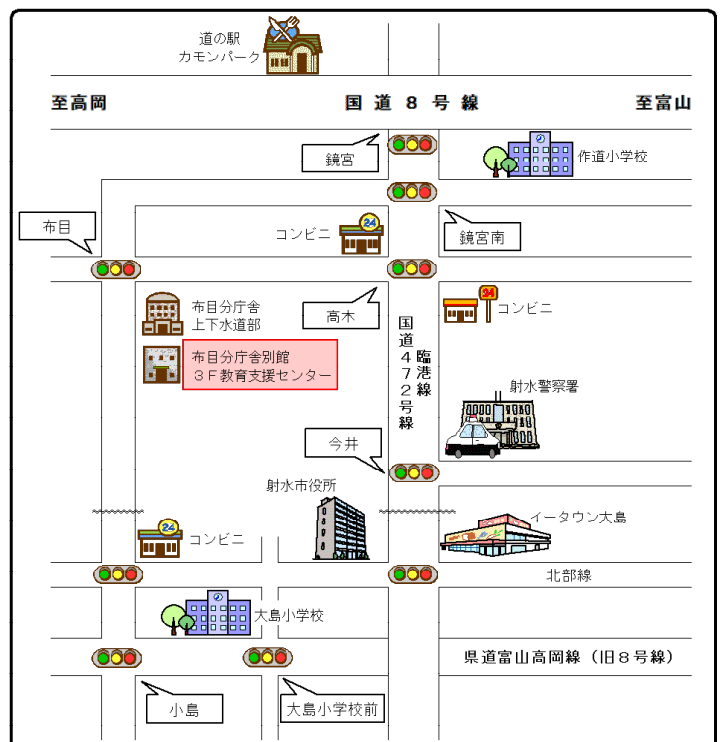 道の駅
カモンパーク
至高岡
国道8号線
至富山
鏡宮
作道小学校
布目
コンビニ
24
鏡宮南
布目分庁舎
上下水道部
高木
24
コンビニ
国道472号線
臨港線
布目分庁舎別館
3F教育支援センター
射水警察署
今井
射水市役所
24
コンビニ
イータウン大島
北部線
大島小学校
県道富山高岡線(旧8号線)
小島
大島小学校前